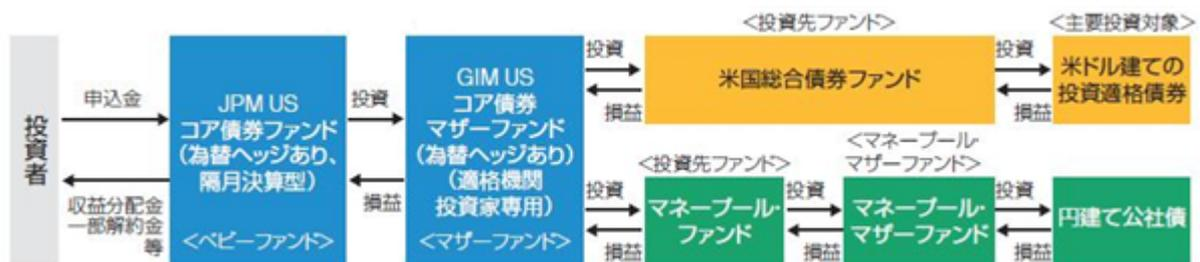 投資者
申込金
収益分配金
一部解約金
等
JPM US
コア債券ファンド
(為替ヘッジあり、
隔月決算型)
<ベビーファンド>
投資
損益
GIM US
コア債券
マザーファンド
(為替ヘッジあり)
(適格機関
投資家専用)
<マザーファンド>
投資
損益
<投資先ファンド>
米国総合債券ファンド
投資
損益
<主要投資対象>
米ドル建ての
投資適格債券
投資
損益
<投資先ファンド>
マネープール・
ファンド
投資
損益
<マネープール・
マザーファンド>
マネープール・
マザーファンド
投資
損益
円建て公社債